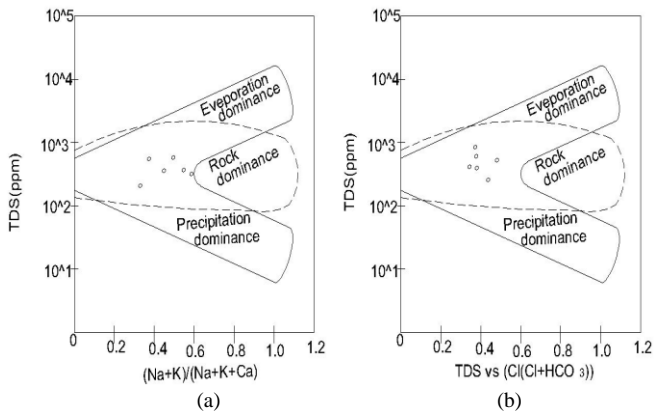 10^5
10^4
10^3
10^2
10^1
TDS(ppm)
Eveporation
dominance
Rock
dominance
Precipitation
dominance
0 0.2 0.4 0.6 0.8 1.0 1.2
(Na+K)/(Na+K+Ca)
(a)
10^5
10^4
10^3
10^2
10^1
TDS(ppm)
Eveporation
dominance
Rock
dominance
Precipitation
dominance
0 0.2 0.4 0.6 0.8 1.0 1.2
TDS vs (Cl(Cl+HCO 3))
(b)